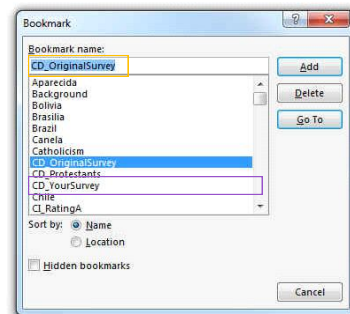 Bookmark
Bookmark name:
CD_OriginalSurvey
Add
Aparecida
Background
Bolivia
Brasilia
Brazil
Canela
Catholicism
CD_OriginalSurvey
CD_Protestants
CD_YourSurvey
Chile
CI_RatingA
Delete
Go To
Sort by:
Name
Location
Hidden bookmarks
Cancel